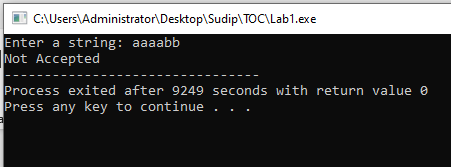 C:\Users\Administrator\Desktop\Sudip\TOC\Lab1.exe
Enter a string: aaaabb
Not Accepted
--------------------------------
Process exited after 9249 seconds with return value 0
Press any key to continue . . .